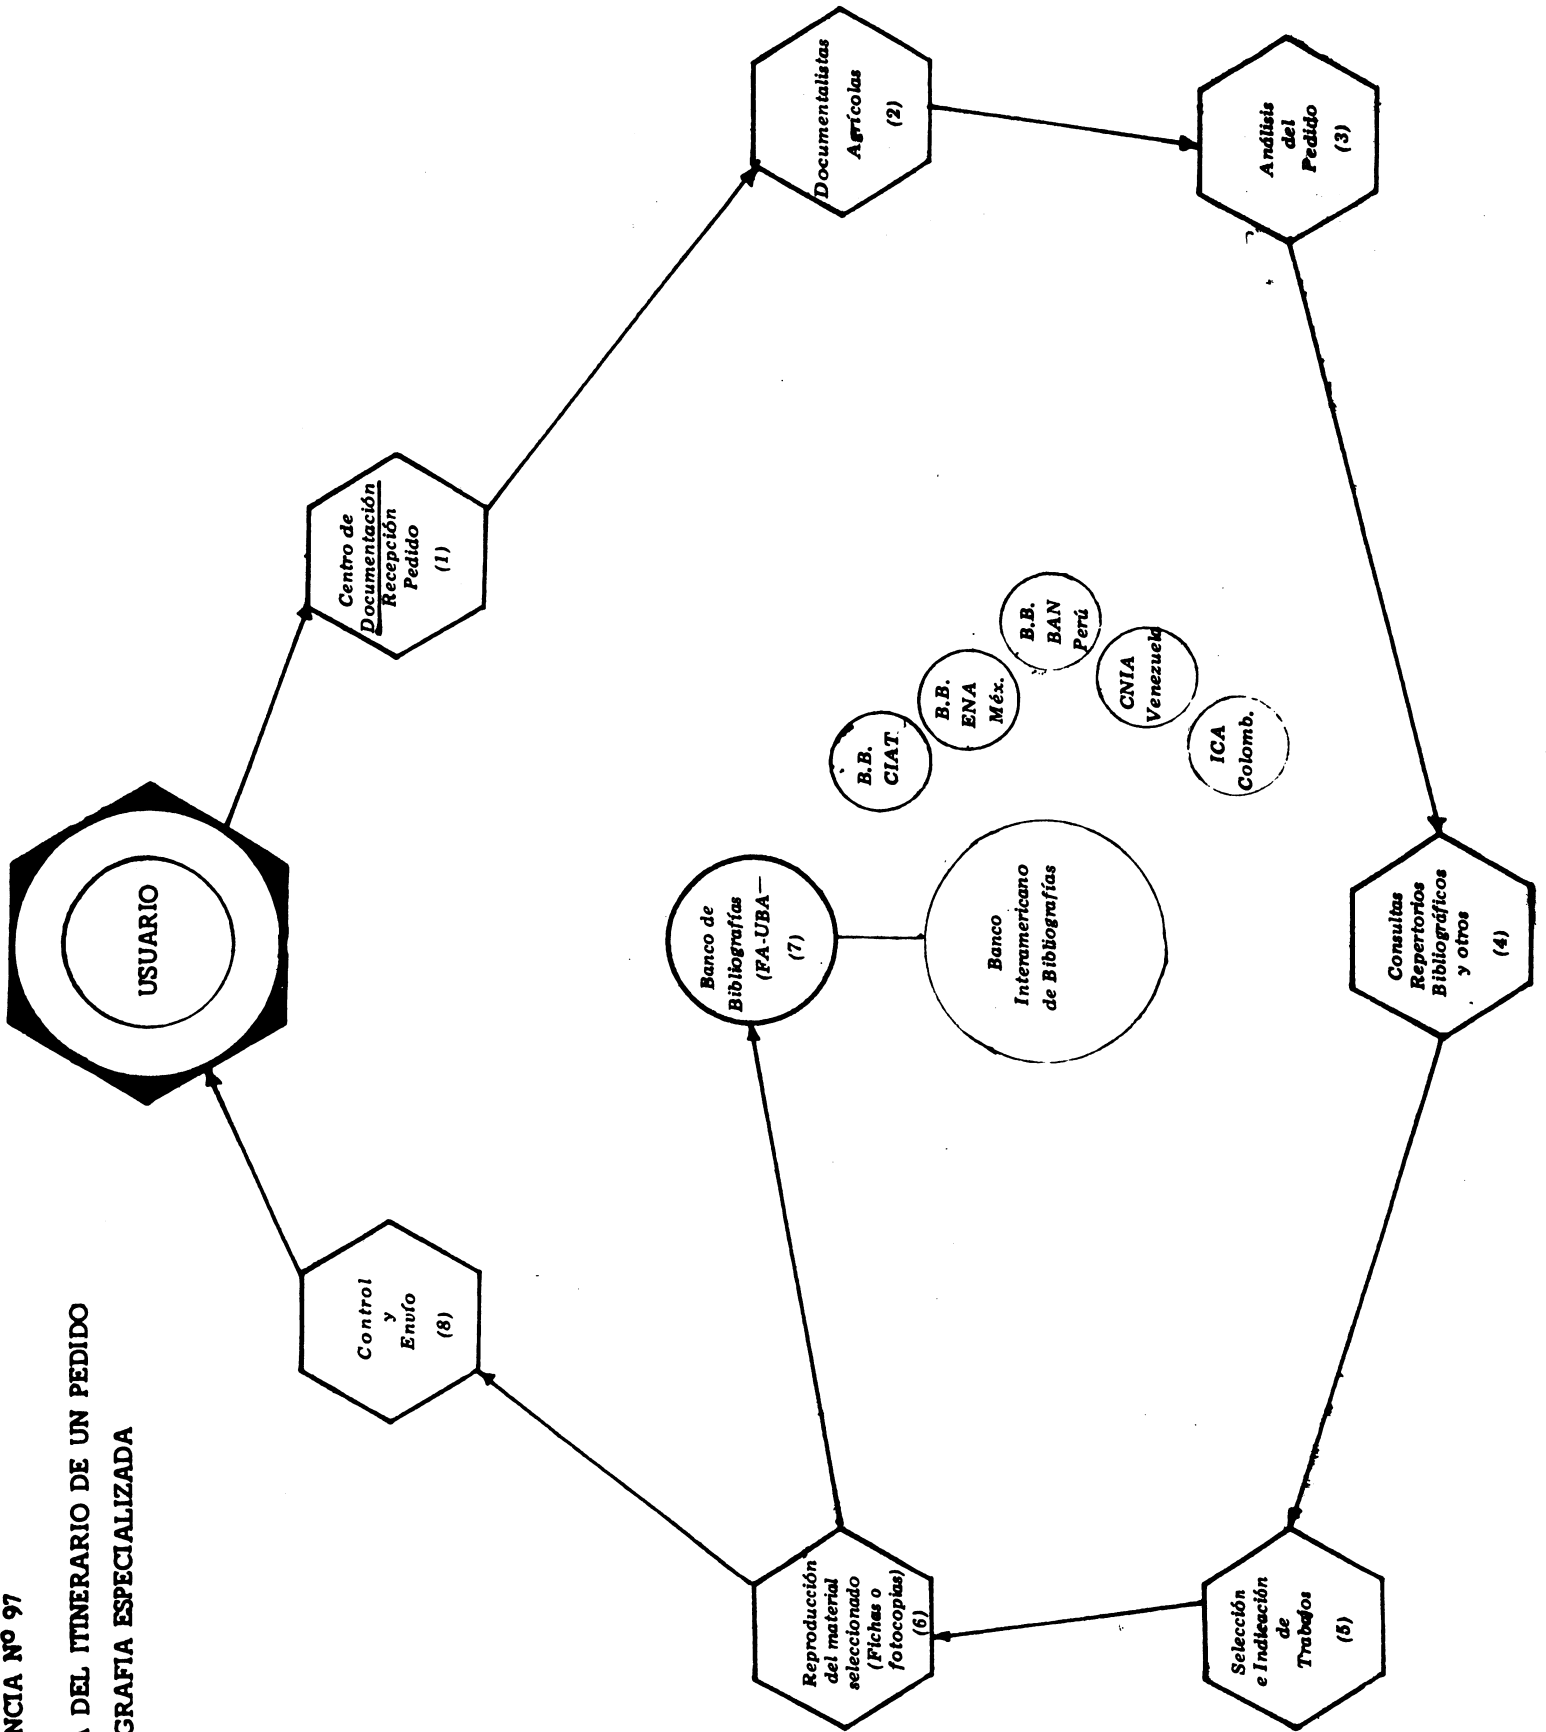 NCIA Nº 97
A DEL ITINERARIO DE UN PEDIDO
GRAFIA ESPECIALIZADA
USUARIO
Centro de
Documentación
Recepción
Pedido
(1)
Documentalistas
Agrícolas
(2)
Análisis
del
Pedido
(3)
Consultas
Repertorios
Bibliográficos
y otros
(4)
Selección
e Indicación
de
Trabajos
(5)
Reproducción
del material
seleccionado
(Fichas o
fotocopias)
(6)
Banco de
Bibliografías
(FA-UBA—
(7)
Control
y
Envío
(8)
Banco
Interamericano
de Bibliografías
B.B.
CIAT
B.B.
ENA
Méx.
B.B.
BAN
Perú
CNIA
Venezuela
ICA
Colomb.